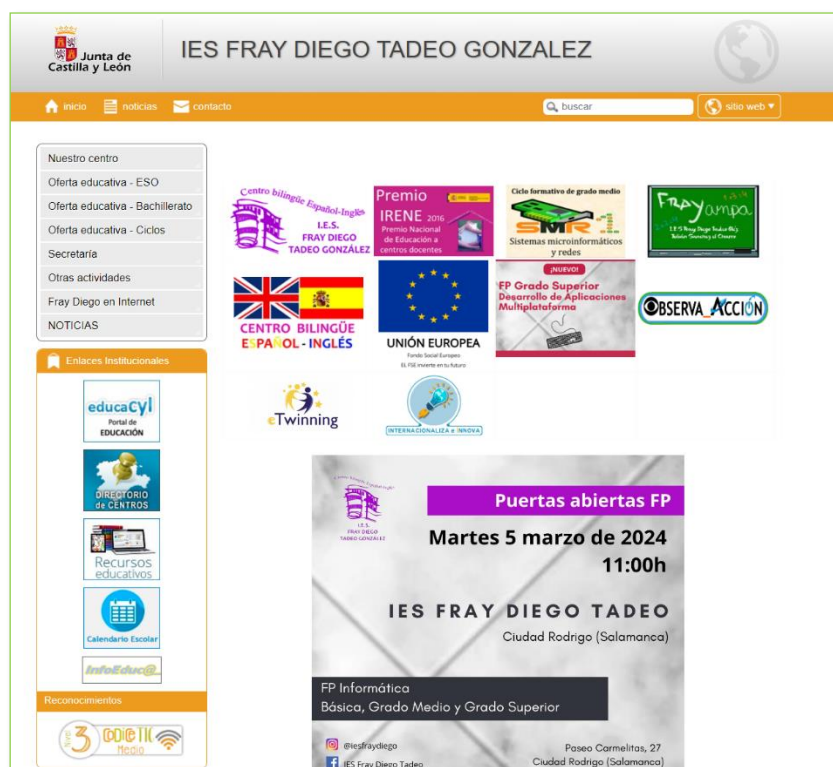 Junta de
Castilla y León
IES FRAY DIEGO TADEO GONZALEZ
inicio
noticias
contacto
buscar
sitio web
Nuestro centro
Oferta educativa - ESO
Oferta educativa - Bachillerato
Oferta educativa - Ciclos
Secretaría
Otras actividades
Fray Diego en Internet
NOTICIAS
Enlaces Institucionales
educacyl
Portal de
EDUCACIÓN
DIRECTORIO
de CENTROS
Recursos
educativos
Calendario Escolar
InfoEduc@
Reconocimientos
3
CoDiCe TIC
Medio
Centro bilingüe Español-Inglés
I.E.S.
FRAY DIEGO
TADEO GONZÁLEZ
Premio
IRENE 2016
Premio Nacional
de Educación a
centros docentes
Ciclo formativo de grado medio
SMR 1
Sistemas microinformáticos
y redes
FRAYampa
CENTRO BILINGÜE
ESPAÑOL - INGLÉS
UNIÓN EUROPEA
Fondo Social Europeo
EL FSE invierte en tu futuro
¡NUEVO!
FP Grado Superior
Desarrollo de Aplicaciones
Multiplataforma
OBSERVA_ACCIÓN
eTwinning
INTERNACIONALIZA e INNOVA
I.E.S.
FRAY DIEGO
TADEO GONZÁLEZ
Puertas abiertas FP
Martes 5 marzo de 2024
11:00h
IES FRAY DIEGO TADEO
Ciudad Rodrigo (Salamanca)
FP Informática
Básica, Grado Medio y Grado Superior
@iesfraydiego
IES Fray Diego Tadeo
Paseo Carmelitas, 27
Ciudad Rodrigo (Salamanca)